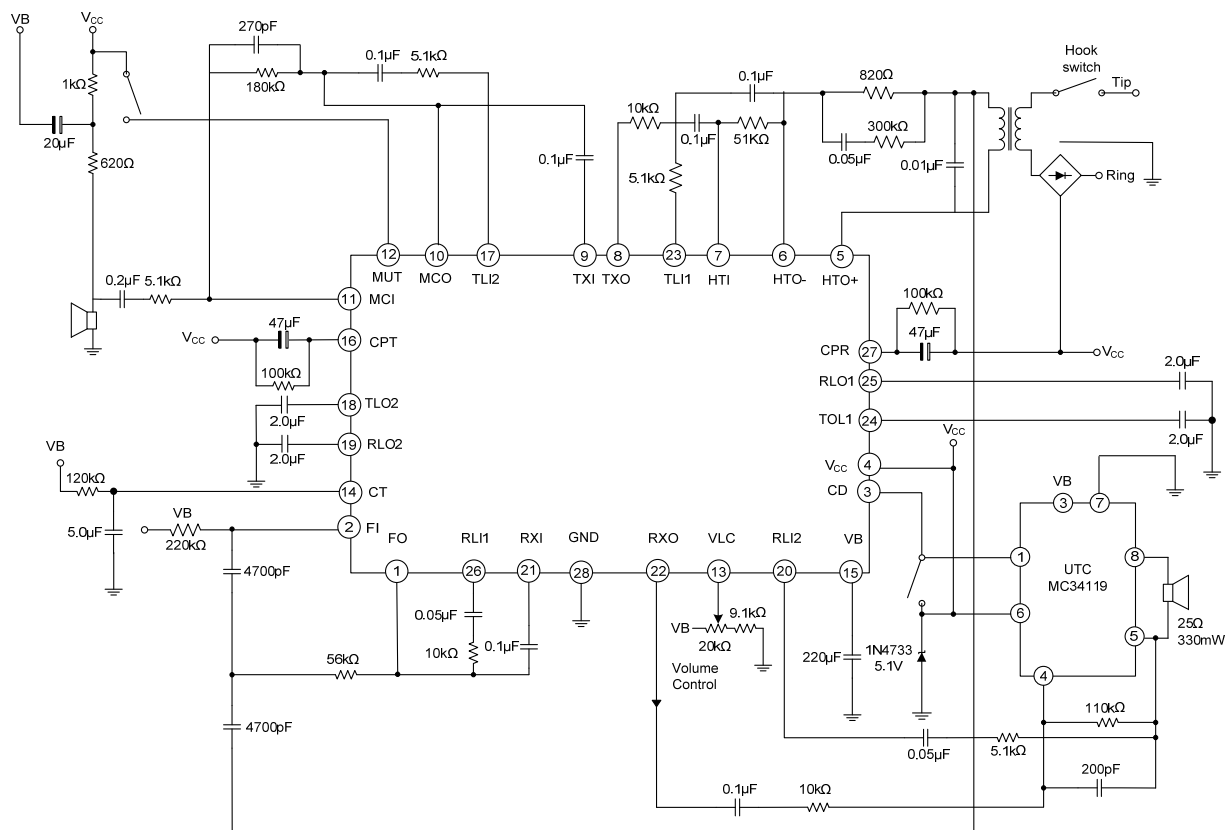 VB
VCC
270pF
0.1µF
5.1kΩ
1kΩ
180kΩ
20µF
620Ω
0.1µF
0.1µF
820Ω
Hook
switch
Tip
10kΩ
0.1µF
51KΩ
300kΩ
0.05µF
0.01µF
5.1kΩ
Ring
12
10
17
9
8
23
7
6
5
MUT
MCO
TLI2
TXI
TXO
TLI1
HTI
HTO-
HTO+
0.2µF
5.1kΩ
11
MCI
100kΩ
47µF
VCC
16
CPT
100kΩ
47µF
CPR
27
VCC
2.0µF
RLO1
25
18
TLO2
2.0µF
TOL1
24
2.0µF
19
RLO2
2.0µF
VCC
VB
VCC
4
120kΩ
14
CT
CD
3
VB
3
7
5.0µF
VB
220kΩ
2
FI
FO
RLI1
RXI
GND
RXO
VLC
RLI2
VB
1
26
21
28
22
13
20
15
1
8
UTC
MC34119
4700pF
0.05µF
9.1kΩ
VB
20kΩ
6
25Ω
330mW
5
10kΩ
0.1µF
56kΩ
Volume
Control
220µF
1N4733
5.1V
4
4700pF
110kΩ
0.05µF
5.1kΩ
200pF
0.1µF
10kΩ